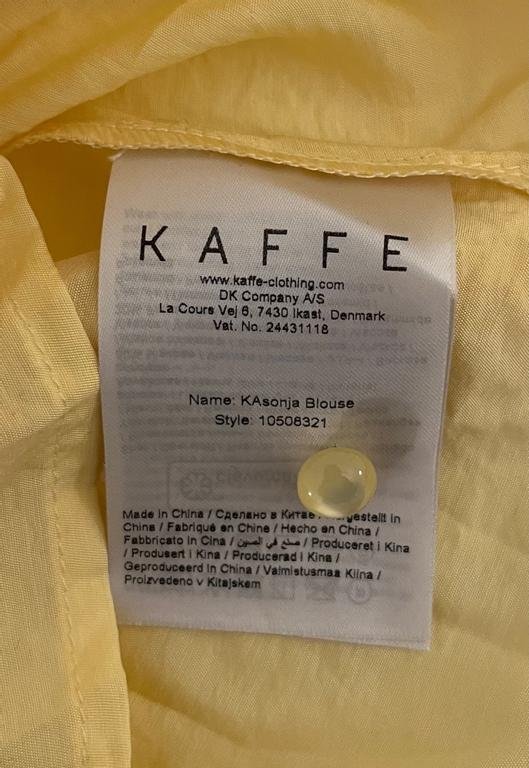 KAFFE
www.kaffe-clothing.com
DK Company A/S
La Cours Vej 6, 7430 Ikast, Denmark
Vat. No. 24431118
Name: KAsonja Blouse
Style: 10508321
Made in China / Сделано в Китае / Hergestellt in
China / Fabriqué en Chine / Hecho en China /
Fabbricato in Cina / صنع في الصين / Produceret i Kina
/ Produsert i Kina / Producerad i Kina /
Geproduceerd in China / Valmistusmaa Kiina /
Proizvedeno v Kitajskem